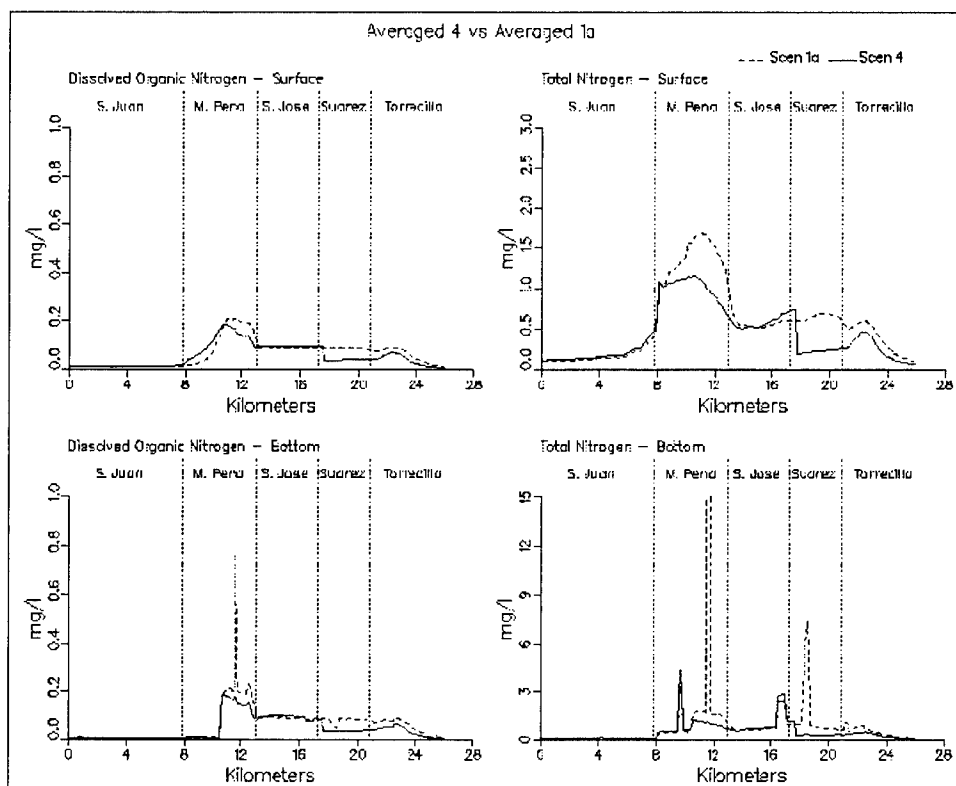 Averaged 4 vs Averaged 1a
Scen 1a Scen 4
Dissolved Organic Nitrogen – Surface
S. Juan M. Pena S. Jose Suarez Torrecilla
mg/l
1.0
0.8
0.6
0.4
0.2
0.0
0 4 8 12 16 20 24 28
Kilometers
Total Nitrogen – Surface
S. Juan M. Pena S. Jose Suarez Torrecilla
mg/l
3.0
2.5
2.0
1.5
1.0
0.5
0.0
0 4 8 12 16 20 24 28
Kilometers
Dissolved Organic Nitrogen – Bottom
S. Juan M. Pena S. Jose Suarez Torrecilla
mg/l
1.0
0.8
0.6
0.4
0.2
0.0
0 4 8 12 16 20 24 28
Kilometers
Total Nitrogen – Bottom
S. Juan M. Pena S. Jose Suarez Torrecilla
mg/l
15
12
9
6
3
0
0 4 8 12 16 20 24 28
Kilometers